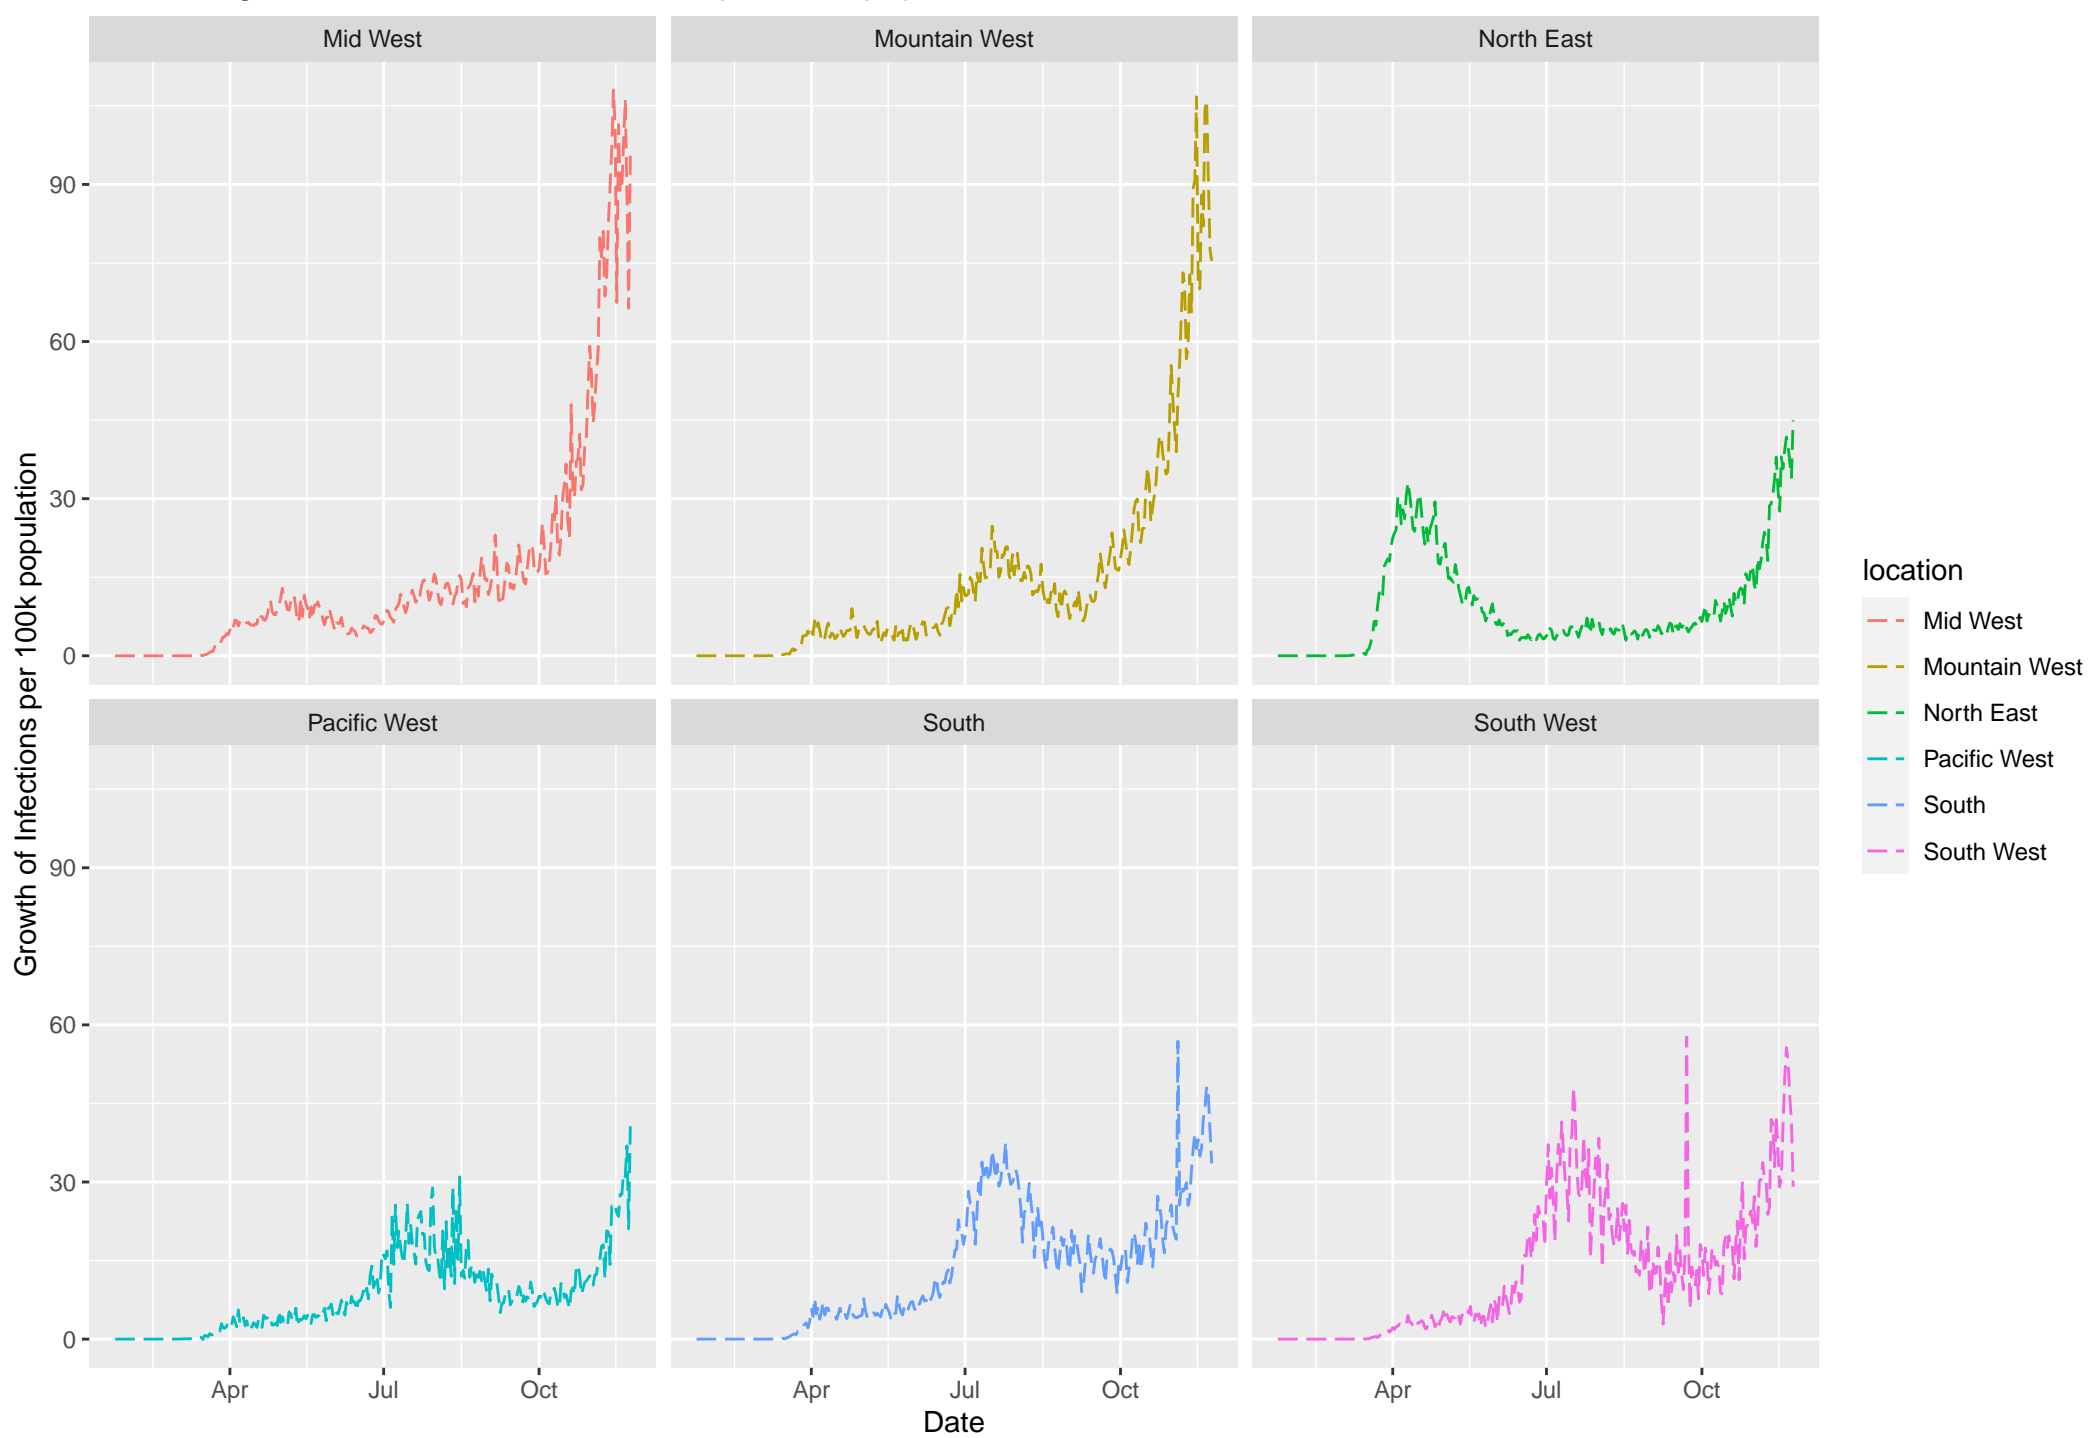 Mid West
Mountain West
North East
90
60
30
0
Pacific West
South
South West
90
60
30
0
Apr
Jul
Oct
Apr
Jul
Oct
Apr
Jul
Oct
Date
Growth of Infections per 100k population
location
Mid West
Mountain West
North East
Pacific West
South
South West